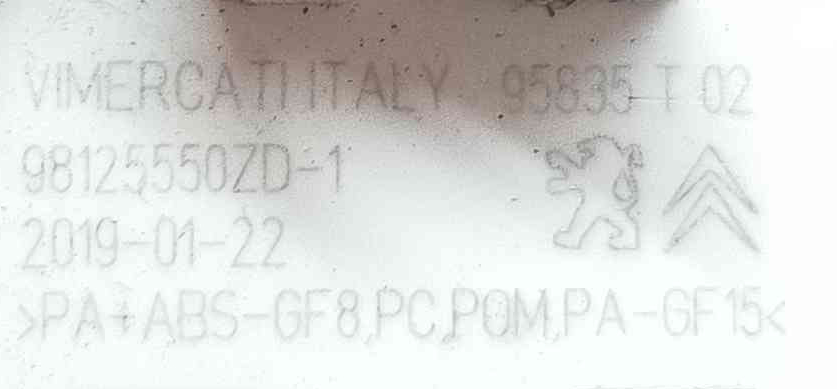 VIMERCATI ITALY 95835 T 02
98125550ZD-1
2019-01-22
>PA+ABS-GF8,PC,POM,PA-GF15<